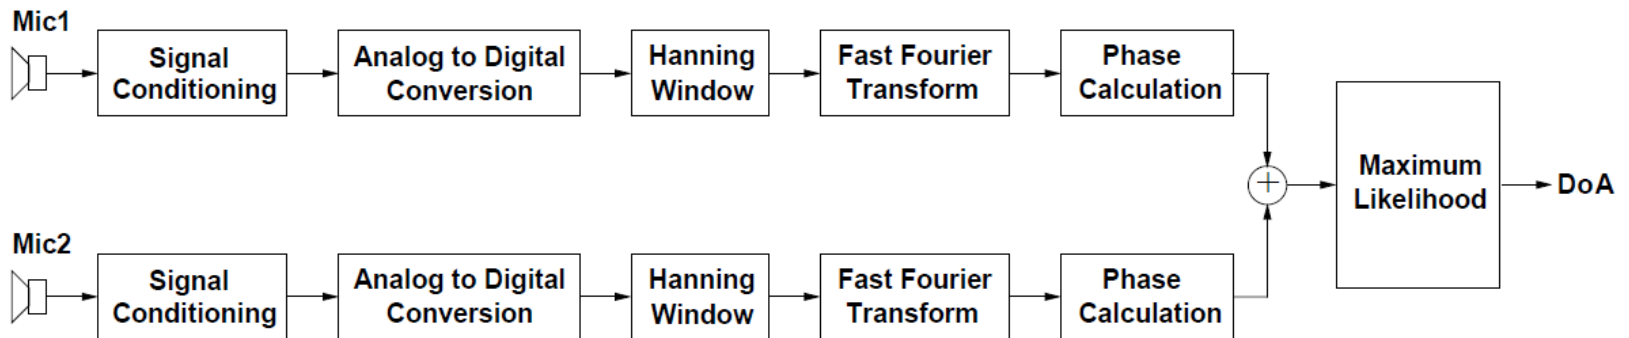 Mic1
Signal
Conditioning
Analog to Digital
Conversion
Hanning
Window
Fast Fourier
Transform
Phase
Calculation
+
Maximum
Likelihood
DoA
Mic2
Signal
Conditioning
Analog to Digital
Conversion
Hanning
Window
Fast Fourier
Transform
Phase
Calculation